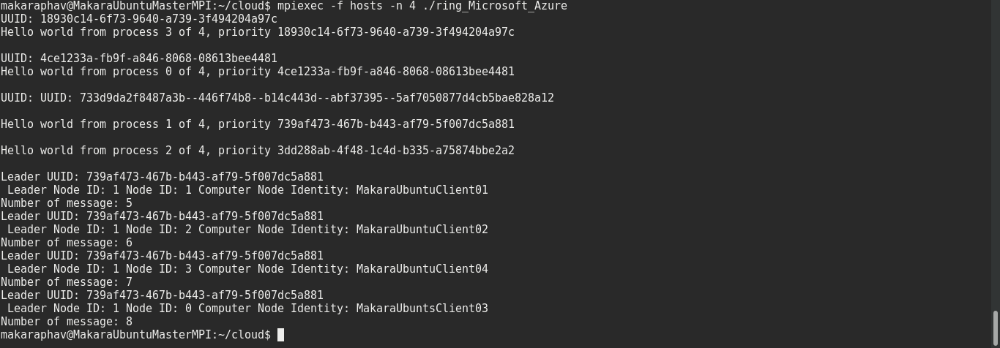 makaraphav@MakaraUbuntuMasterMPI:~/cloud$ mpiexec -f hosts -n 4 ./ring_Microsoft_Azure
UUID: 18930c14-6f73-9640-a739-3f494204a97c
Hello world from process 3 of 4, priority 18930c14-6f73-9640-a739-3f494204a97c
UUID: 4ce1233a-fb9f-a846-8068-08613bee4481
Hello world from process 0 of 4, priority 4ce1233a-fb9f-a846-8068-08613bee4481
UUID: UUID: 733d9da2f8487a3b--446f74b8--b14c443d--abf37395--5af7050877d4cb5bae828a12
Hello world from process 1 of 4, priority 739af473-467b-b443-af79-5f007dc5a881
Hello world from process 2 of 4, priority 3dd288ab-4f48-1c4d-b335-a75874bbe2a2
Leader UUID: 739af473-467b-b443-af79-5f007dc5a881
 Leader Node ID: 1 Node ID: 1 Computer Node Identity: MakaraUbuntuClient01
Number of message: 5
Leader UUID: 739af473-467b-b443-af79-5f007dc5a881
 Leader Node ID: 1 Node ID: 2 Computer Node Identity: MakaraUbuntuClient02
Number of message: 6
Leader UUID: 739af473-467b-b443-af79-5f007dc5a881
 Leader Node ID: 1 Node ID: 3 Computer Node Identity: MakaraUbuntuClient04
Number of message: 7
Leader UUID: 739af473-467b-b443-af79-5f007dc5a881
 Leader Node ID: 1 Node ID: 0 Computer Node Identity: MakaraUbuntsClient03
Number of message: 8
makaraphav@MakaraUbuntuMasterMPI:~/cloud$